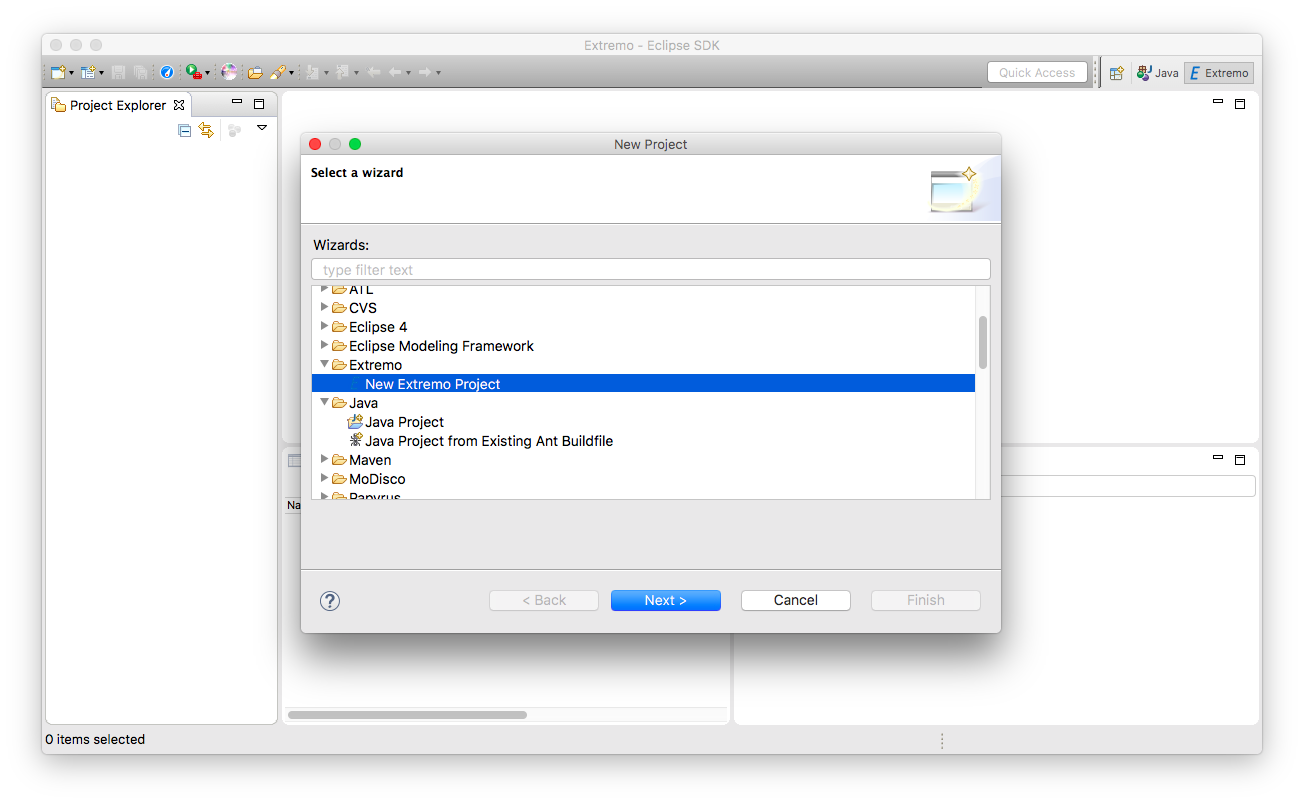 Extremo - Eclipse SDK
Quick Access
Java
Extremo
Project Explorer
New Project
Select a wizard
Wizards:
type filter text
ATL
CVS
Eclipse 4
Eclipse Modeling Framework
Extremo
New Extremo Project
Java
Java Project
Java Project from Existing Ant Buildfile
Maven
MoDisco
Papyrus
Na
< Back
Next >
Cancel
Finish
0 items selected